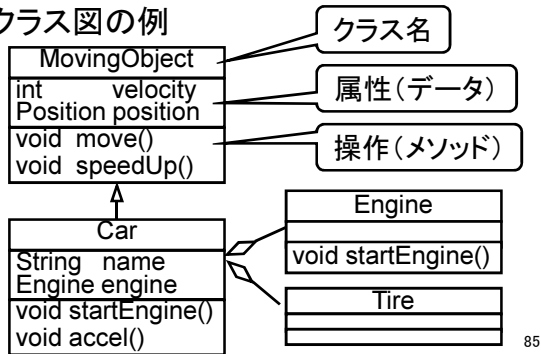 クラス図の例
クラス名
MovingObject
int velocity
Position position
属性(データ)
void move()
void speedUp()
操作(メソッド)
Car
String name
Engine engine
void startEngine()
void accel()
Engine
void startEngine()
Tire
85